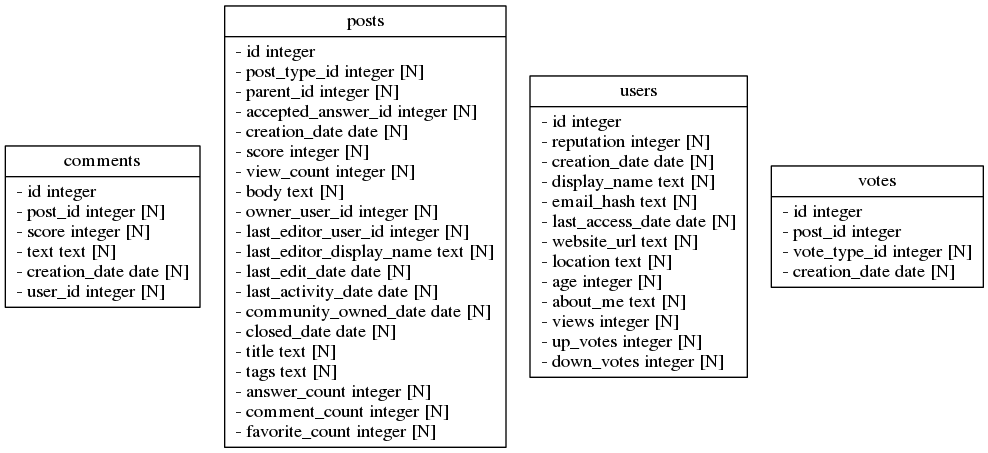 comments
- id integer
- post_id integer [N]
- score integer [N]
- text text [N]
- creation_date date [N]
- user_id integer [N]
posts
- id integer
- post_type_id integer [N]
- parent_id integer [N]
- accepted_answer_id integer [N]
- creation_date date [N]
- score integer [N]
- view_count integer [N]
- body text [N]
- owner_user_id integer [N]
- last_editor_user_id integer [N]
- last_editor_display_name text [N]
- last_edit_date date [N]
- last_activity_date date [N]
- community_owned_date date [N]
- closed_date date [N]
- title text [N]
- tags text [N]
- answer_count integer [N]
- comment_count integer [N]
- favorite_count integer [N]
users
- id integer
- reputation integer [N]
- creation_date date [N]
- display_name text [N]
- email_hash text [N]
- last_access_date date [N]
- website_url text [N]
- location text [N]
- age integer [N]
- about_me text [N]
- views integer [N]
- up_votes integer [N]
- down_votes integer [N]
votes
- id integer
- post_id integer
- vote_type_id integer [N]
- creation_date date [N]